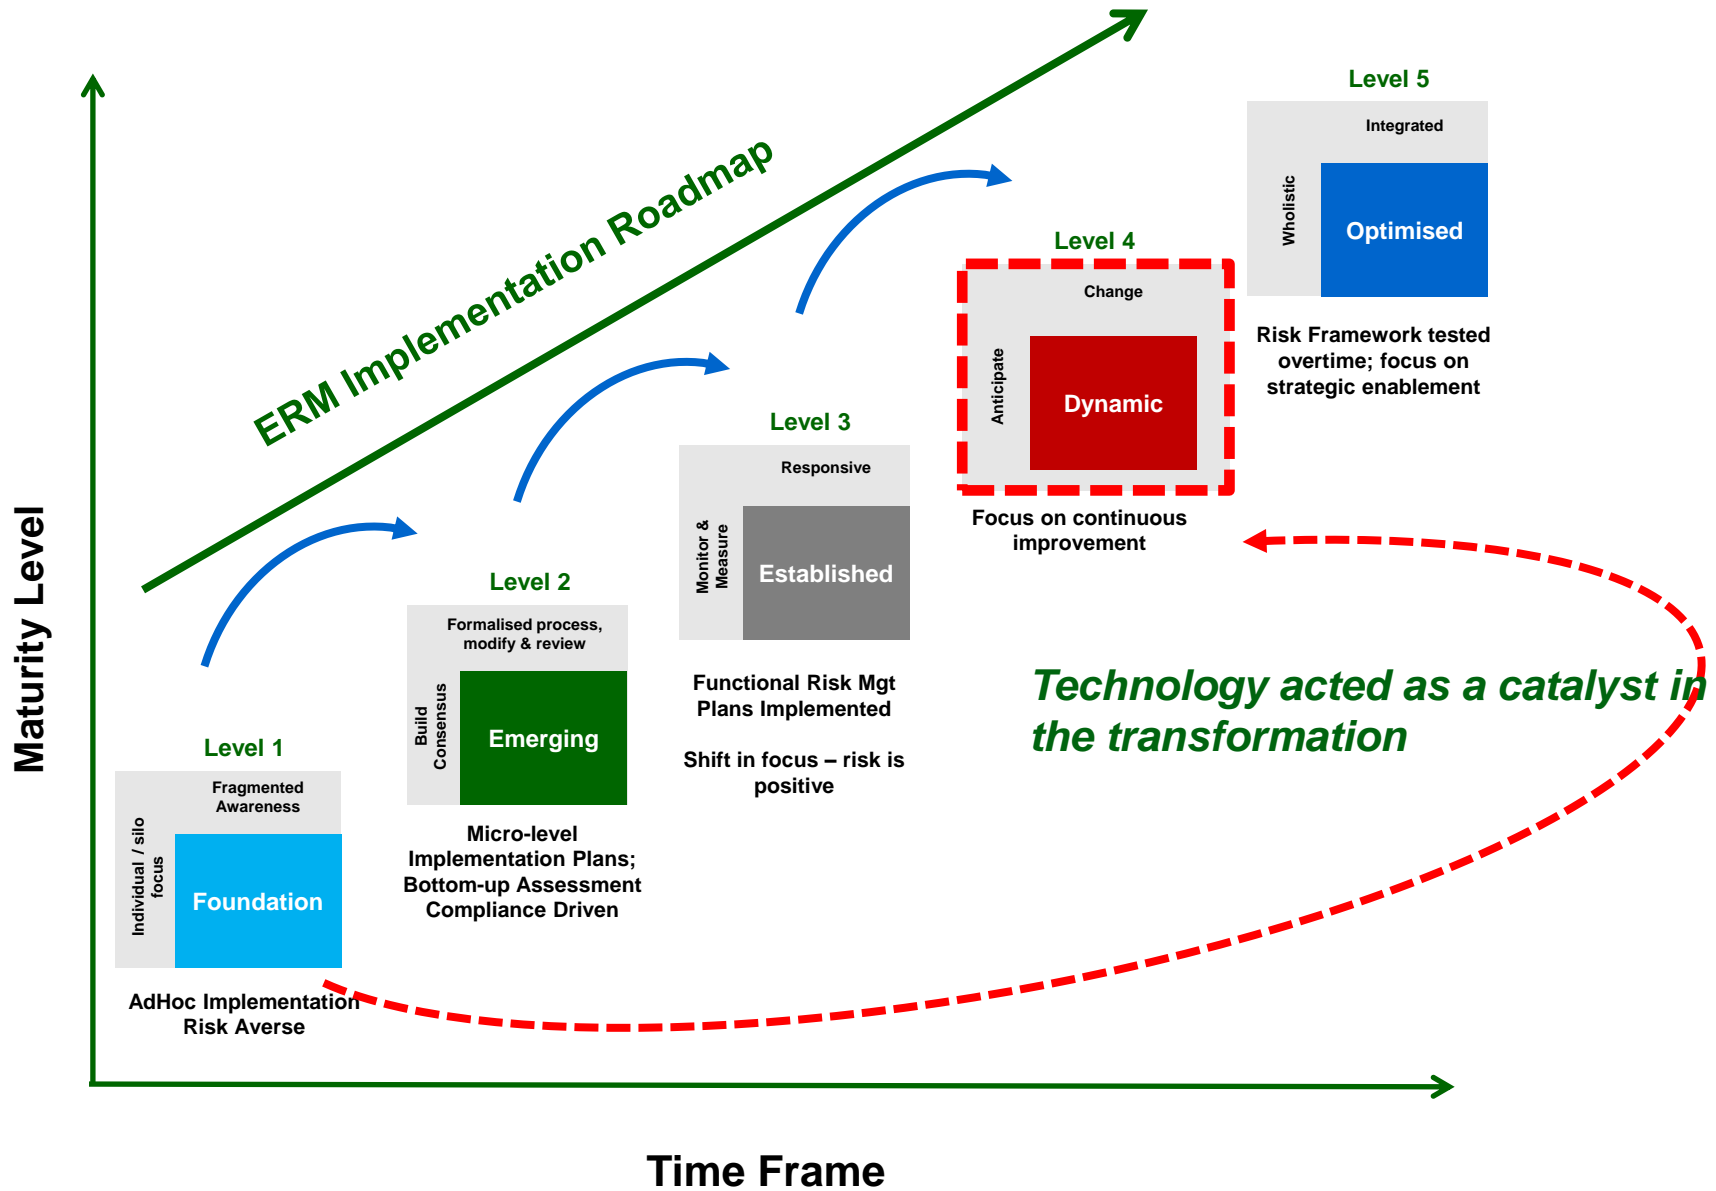 ERM Implementation Roadmap
Maturity Level
Time Frame
Level 1
Fragmented
Awareness
Individual / silo
focus
Foundation
AdHoc Implementation
Risk Averse
Level 2
Formalised process,
modify & review
Build
Consensus
Emerging
Micro-level
Implementation Plans;
Bottom-up Assessment
Compliance Driven
Level 3
Responsive
Monitor &
Measure
Established
Functional Risk Mgt
Plans Implemented
Shift in focus – risk is
positive
Level 4
Change
Anticipate
Dynamic
Focus on continuous
improvement
Level 5
Integrated
Wholistic
Optimised
Risk Framework tested
overtime; focus on
strategic enablement
Technology acted as a catalyst in
the transformation